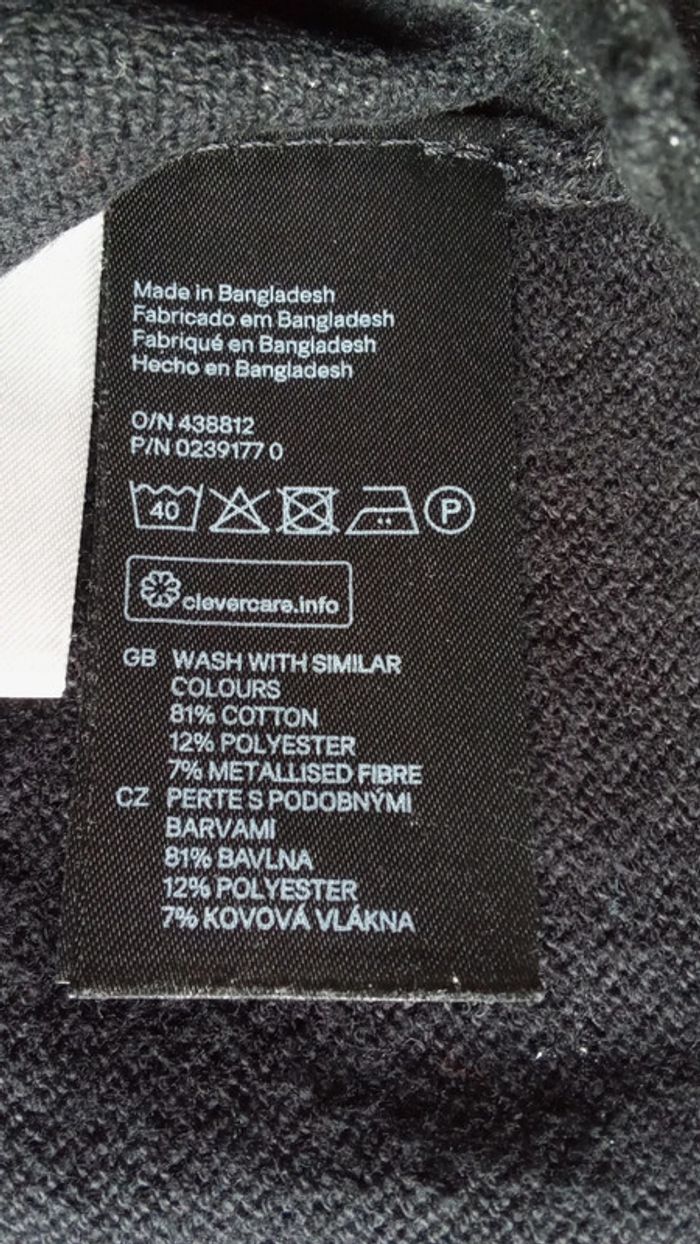 Made in Bangladesh
Fabricado em Bangladesh
Fabriqué en Bangladesh
Hecho en Bangladesh
O/N 438812
P/N 0239177 0
40 P
clevercare.info
GB WASH WITH SIMILAR
COLOURS
81% COTTON
12% POLYESTER
7% METALLISED FIBRE
CZ PERTE S PODOBNÝMI
BARVAMI
81% BAVLNA
12% POLYESTER
7% KOVOVÁ VLÁKNA